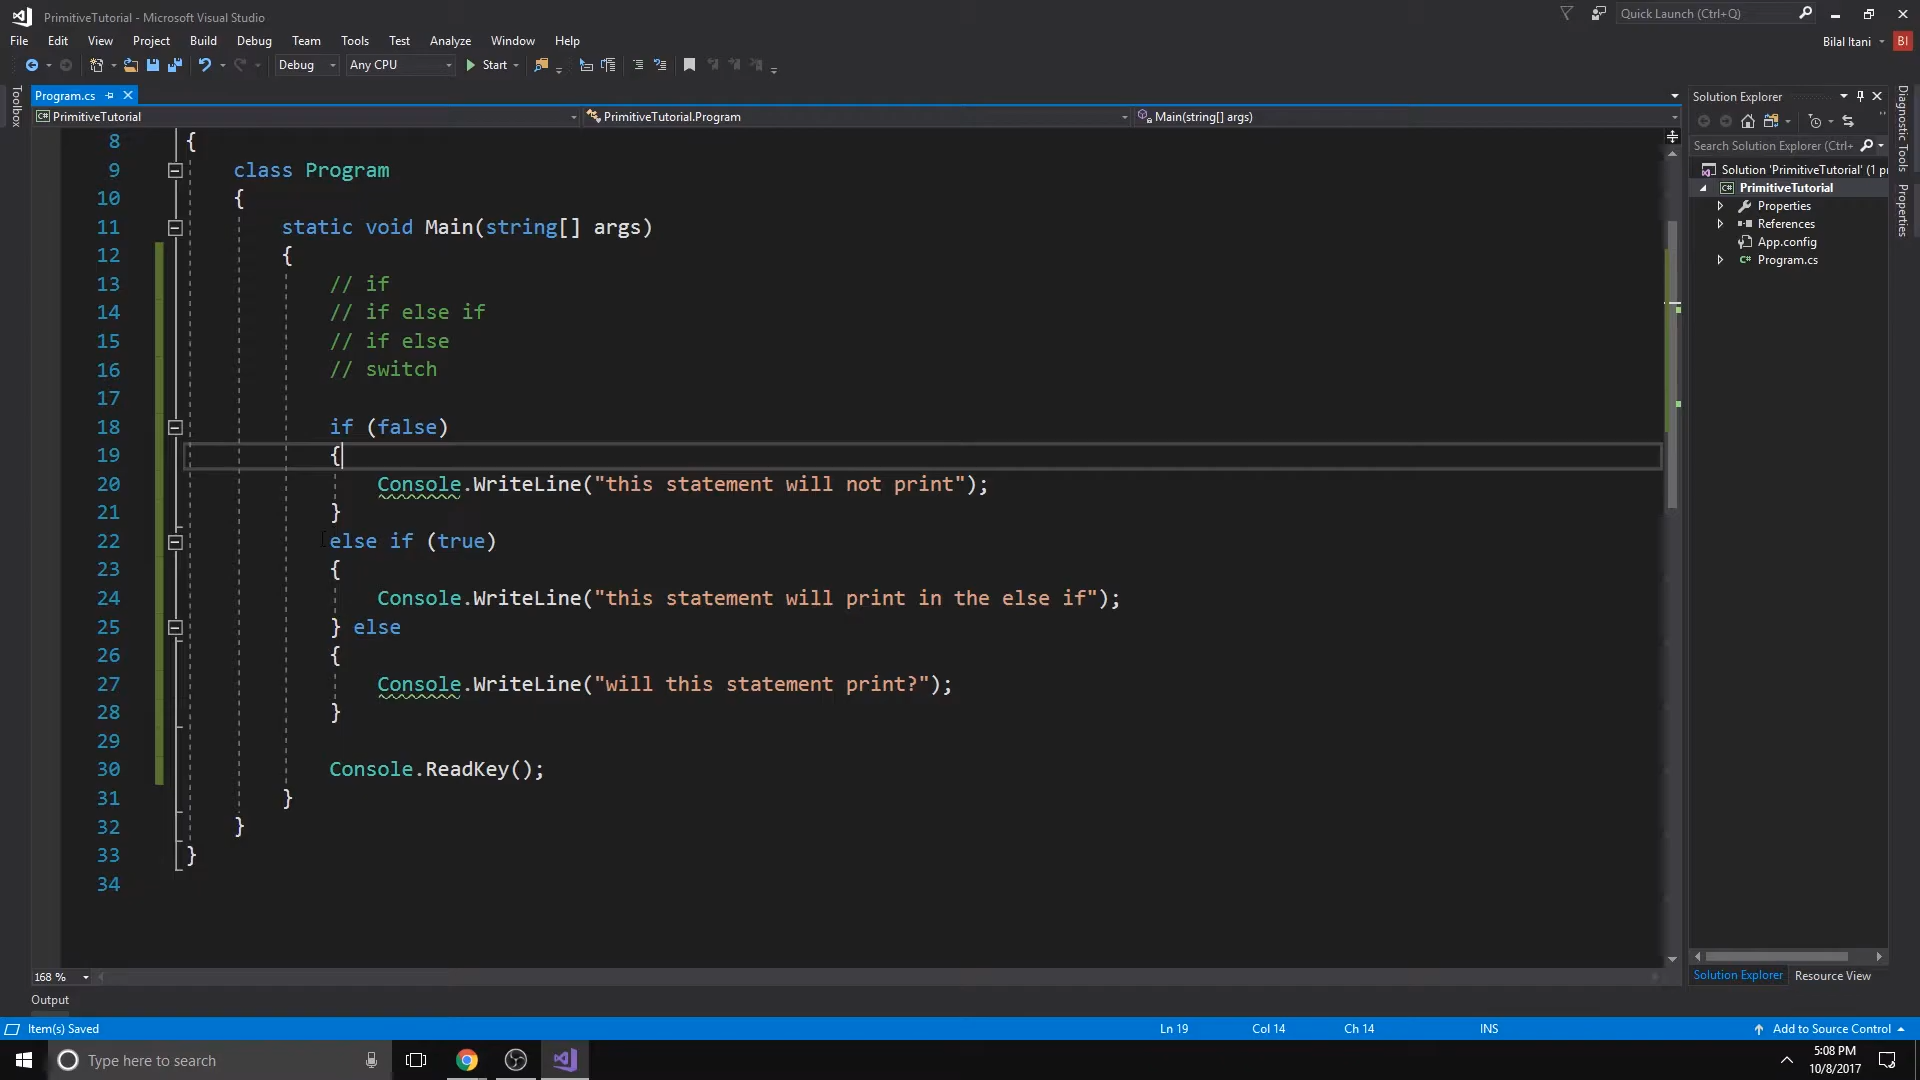 PrimitiveTutorial - Microsoft Visual Studio
Quick Launch (Ctrl+Q)
File Edit View Project Build Debug Team Tools Test Analyze Window Help
Bilal Itani BI
Debug Any CPU Start
Toolbox
Program.cs
PrimitiveTutorial PrimitiveTutorial.Program Main(string[] args)
8 {
9 class Program
10 {
11 static void Main(string[] args)
12 {
13 // if
14 // if else if
15 // if else
16 // switch
17
18 if (false)
19 {
20 Console.WriteLine("this statement will not print");
21 }
22 else if (true)
23 {
24 Console.WriteLine("this statement will print in the else if");
25 } else
26 {
27 Console.WriteLine("will this statement print?");
28 }
29
30 Console.ReadKey();
31 }
32 }
33 }
34
168 %
Output
Solution Explorer
Search Solution Explorer (Ctrl+
Solution 'PrimitiveTutorial' (1 pr
C# PrimitiveTutorial
Properties
References
App.config
C# Program.cs
Solution Explorer Resource View
Diagnostic Tools
Properties
Item(s) Saved Ln 19 Col 14 Ch 14 INS Add to Source Control
Type here to search
5:08 PM
10/8/2017